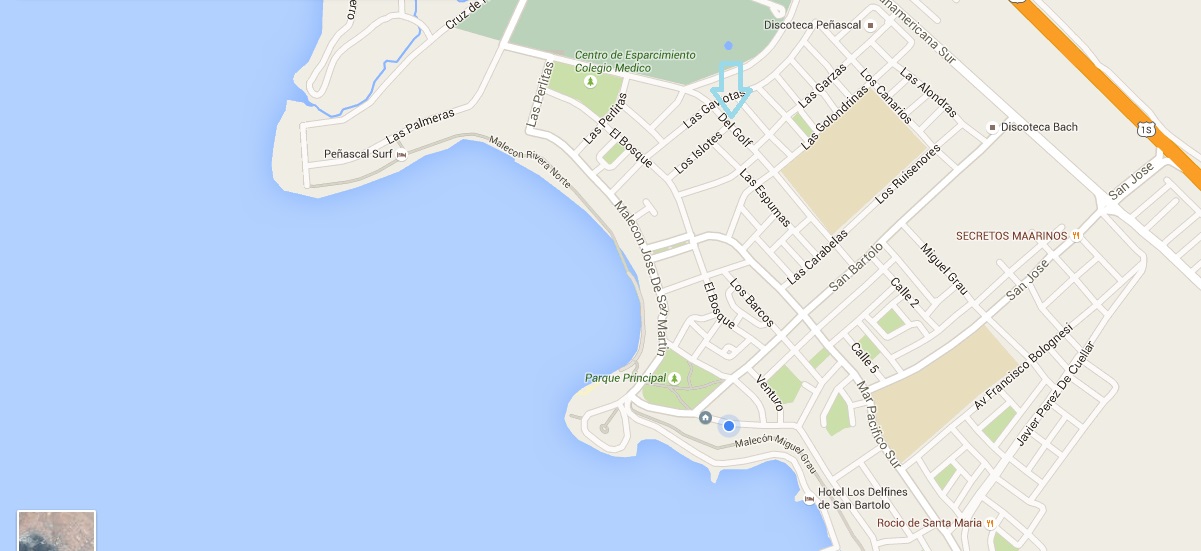 erro
Cruz de
Discoteca Peñascal
Panamericana Sur
Centro de Esparcimiento
Colegio Medico
Las Perlitas
Las Perlitas
Las Gaviotas
Del Golf
Las Garzas
Las Golondrinas
Los Canarios
Las Alondras
1S
Discoteca Bach
Las Palmeras
Peñascal Surf
Malecon Rivera Norte
El Bosque
Los Islotes
Las Espumas
Los Ruisenores
San Jose
Malecon Jose De San Martin
SECRETOS MAARINOS
Las Carabelas
San Bartolo
Miguel Grau
San Jose
El Bosque
Los Barcos
Calle 2
Calle 5
Av Francisco Bolognesi
Javier Perez De Cuellar
Parque Principal
Venturo
Mar Pacifico Sur
Malecón Miguel Grau
Hotel Los Delfines
de San Bartolo
Rocio de Santa Maria